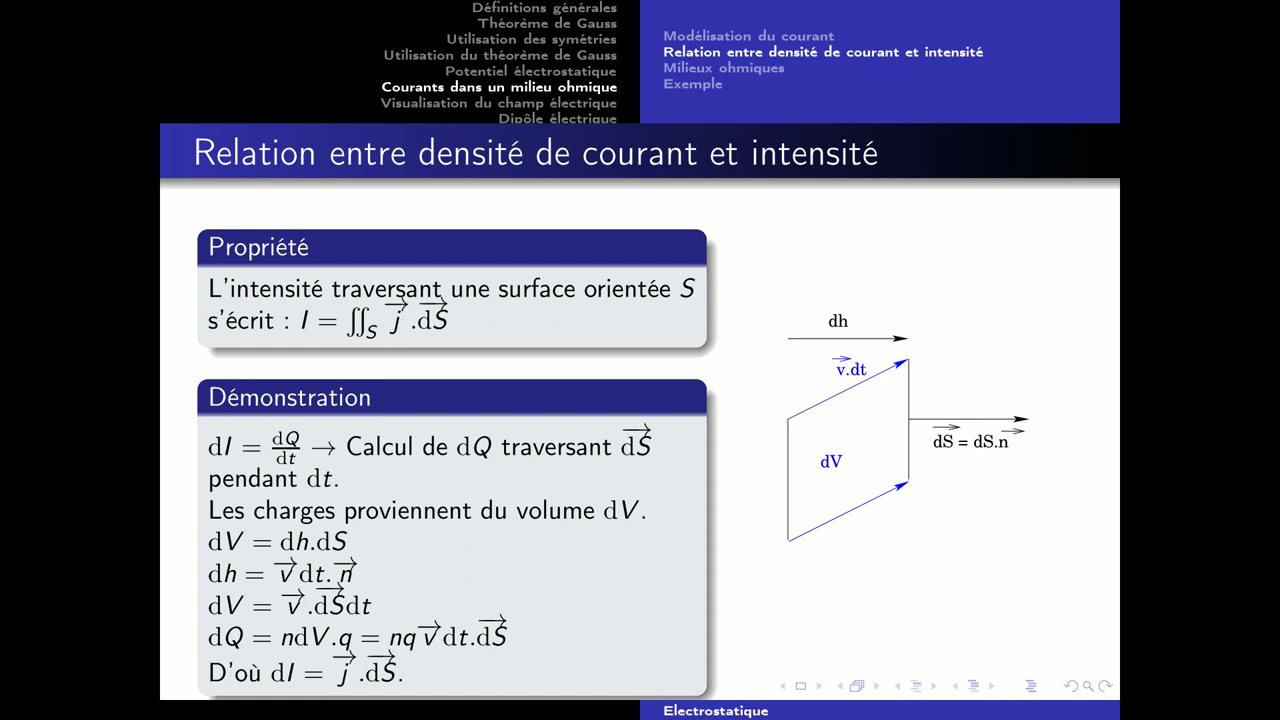 Définitions générales
Théorème de Gauss
Utilisation des symétries
Utilisation du théorème de Gauss
Potentiel électrostatique
Courants dans un milieu ohmique
Visualisation du champ électrique
Dipôle électrique
Modélisation du courant
Relation entre densité de courant et intensité
Milieux ohmiques
Exemple
Relation entre densité de courant et intensité
Propriété
L'intensité traversant une surface orientée S
s'écrit : I = ∬_S j⃗.dS⃗
Démonstration
dI = dQ/dt → Calcul de dQ traversant dS⃗
pendant dt.
Les charges proviennent du volume dV.
dV = dh.dS
dh = v⃗dt.n⃗
dV = v⃗.dS⃗dt
dQ = ndV.q = nqv⃗dt.dS⃗
D'où dI = j⃗.dS⃗.
dh
v⃗.dt
dS⃗ = dS.n⃗
dV
Electrostatique